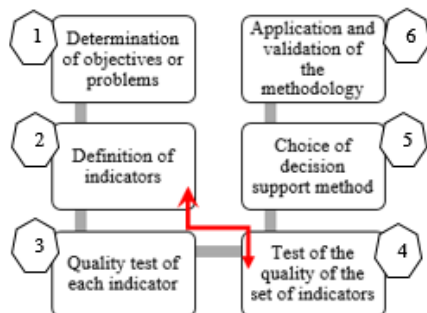 1
Determination
of objectives or
problems
2
Definition of
indicators
3
Quality test of
each indicator
4
Test of the
quality of the
set of indicators
5
Choice of
decision
support method
6
Application and
validation of
the
methodology